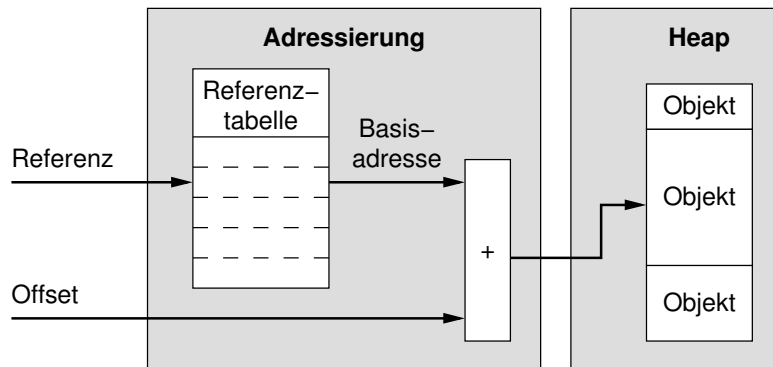 Adressierung
Heap
Referenz–
tabelle
Basis–
adresse
Referenz
Offset
+
Objekt
Objekt
Objekt